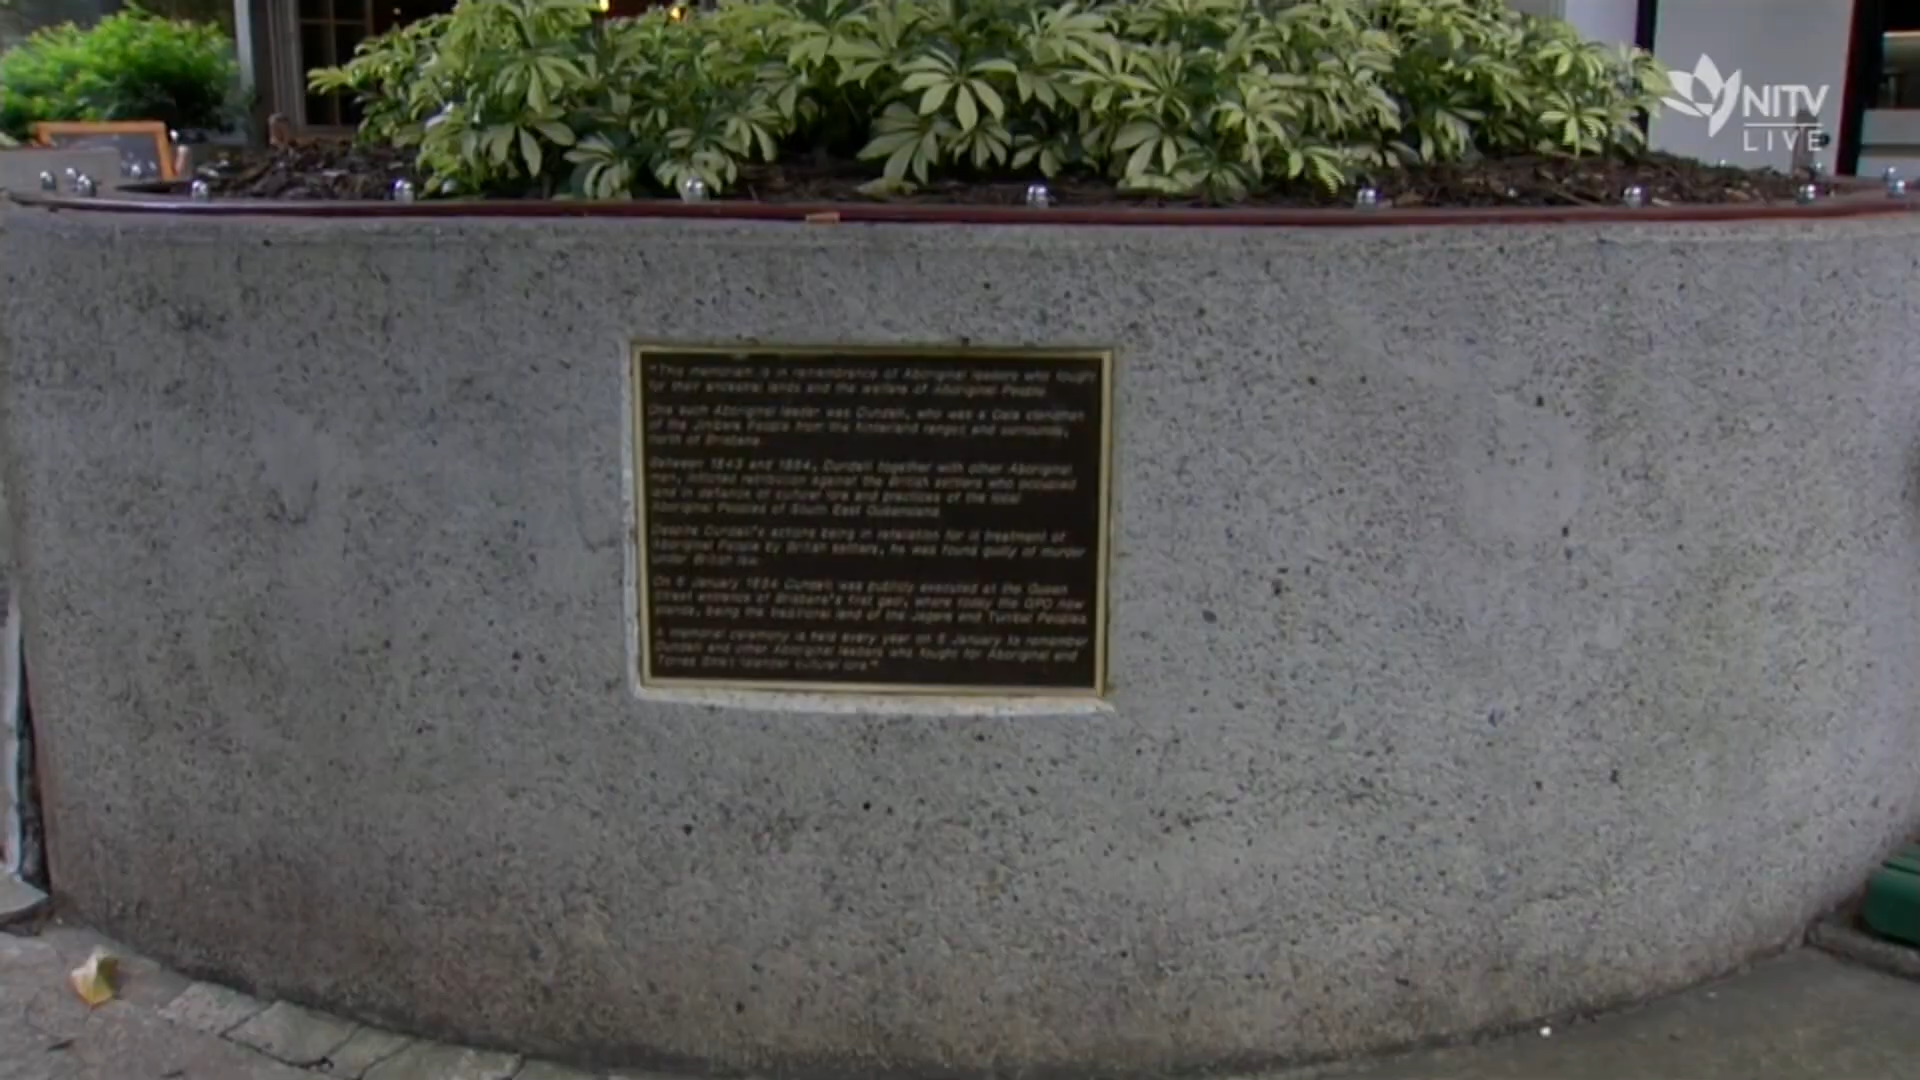 NITV
LIVE
"This memorial is in remembrance of Aboriginal leaders who fought
for their ancestral lands and the welfare of Aboriginal People.
One such Aboriginal leader was Dundalli, who was a Dala clansman
of the Jinibara People from the hinterland ranges and surrounds,
north of Brisbane.
Between 1843 and 1854, Dundalli together with other Aboriginal
men, inflicted retribution against the British settlers who occupied
land in defiance of cultural lore and practices of the local
Aboriginal Peoples of South East Queensland.
Despite Dundalli's actions being in retaliation for ill treatment of
Aboriginal People by British settlers, he was found guilty of murder
under British law.
On 5 January 1854 Dundalli was publicly executed at the Queen
Street entrance of Brisbane's first gaol, where today the GPO now
stands, being the traditional land of the Jagera and Turrbal Peoples.
A memorial ceremony is held every year on 5 January to remember
Dundalli and other Aboriginal leaders who fought for Aboriginal and
Torres Strait Islander cultural lore."